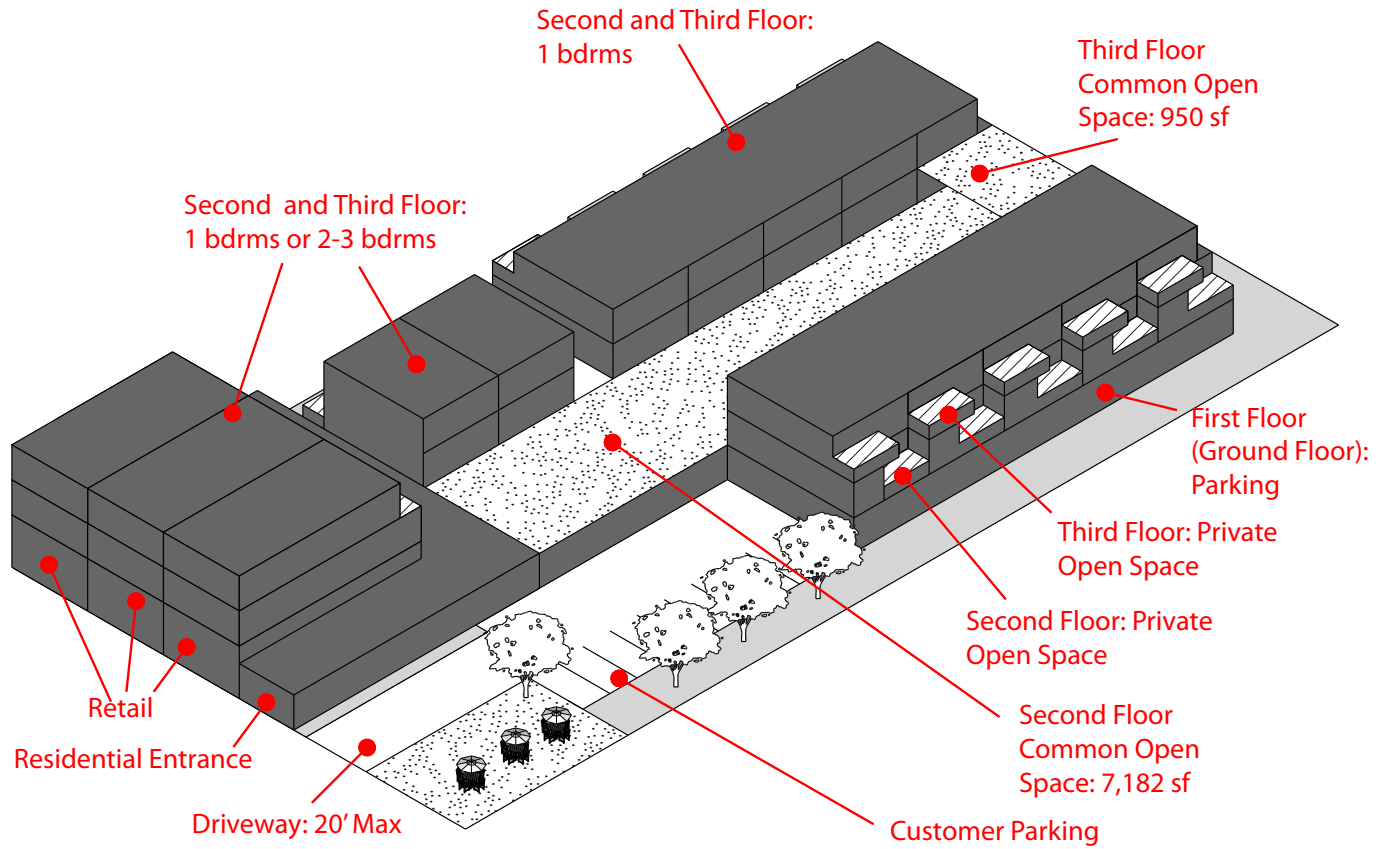 Second and Third Floor:
1 bdrms
Third Floor
Common Open
Space: 950 sf
Second and Third Floor:
1 bdrms or 2-3 bdrms
First Floor
(Ground Floor):
Parking
Third Floor: Private
Open Space
Second Floor: Private
Open Space
Retail
Residential Entrance
Second Floor
Common Open
Space: 7,182 sf
Driveway: 20’ Max
Customer Parking